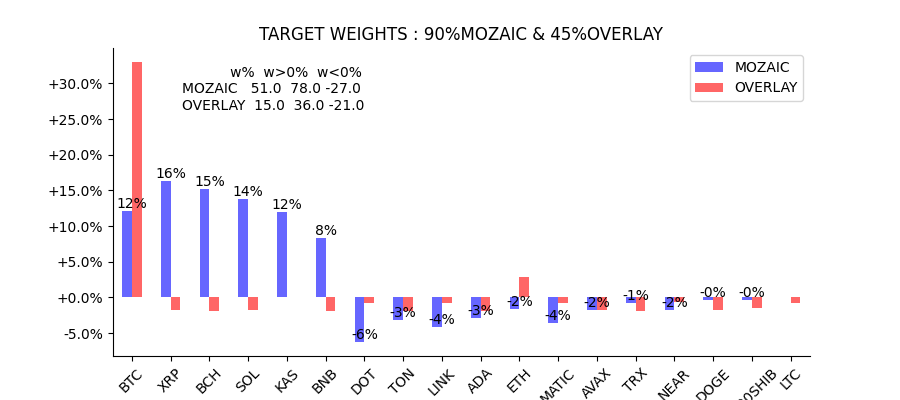 TARGET WEIGHTS : 90%MOZAIC & 45%OVERLAY
w%  w>0%  w<0%
MOZAIC   51.0  78.0 -27.0
OVERLAY  15.0  36.0 -21.0
MOZAIC
OVERLAY
+30.0%
+25.0%
+20.0%
+15.0%
+10.0%
+5.0%
+0.0%
-5.0%
12%
16%
15%
14%
12%
8%
-6%
-3%
-4%
-3%
-2%
-4%
-2%
-1%
-2%
-0%
-0%
BTC
XRP
BCH
SOL
KAS
BNB
DOT
TON
LINK
ADA
ETH
MATIC
AVAX
TRX
NEAR
DOGE
LTC